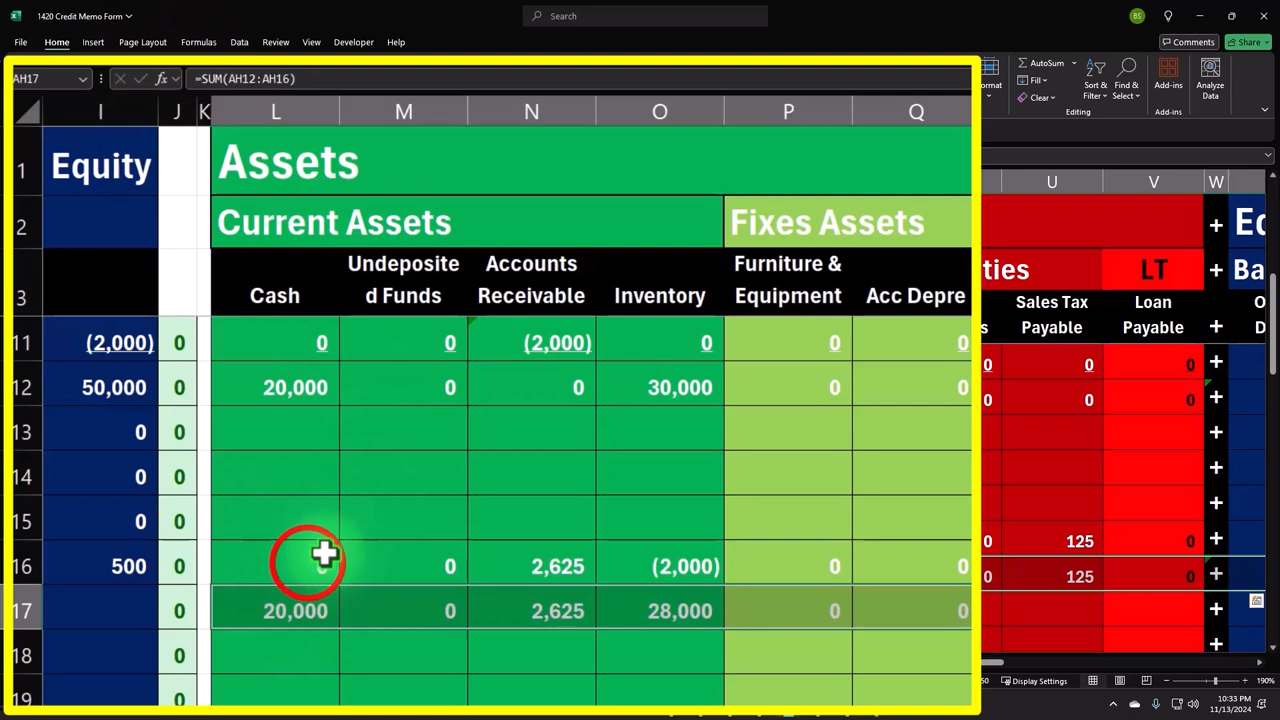 1420 Credit Memo Form
Search
BS
File Home Insert Page Layout Formulas Data Review View Developer Help
Comments Share
AH17 =SUM(AH12:AH16)
AutoSum
Fill
Clear
Sort & Filter
Find & Select
Add-ins
Analyze Data
Editing
Add-ins
I J K L M N O P Q
U V W
1 Equity Assets
2 Current Assets Fixes Assets
3 Cash Undeposited Funds Accounts Receivable Inventory Furniture & Equipment Acc Depre
11 (2,000) 0 0 0 (2,000) 0 0 0
12 50,000 0 20,000 0 0 30,000 0 0
13 0 0
14 0 0
15 0 0
16 500 0 0 2,625 (2,000) 0 0
17 0 20,000 0 2,625 28,000 0 0
18 0
19 0
+
ties LT + Ba
Sales Tax Payable Loan Payable +
0 0 0 +
0 0 0 +
+
+
+
0 125 0 +
0 125 0 +
+
+
Display Settings
190%
10:33 PM
11/13/2024